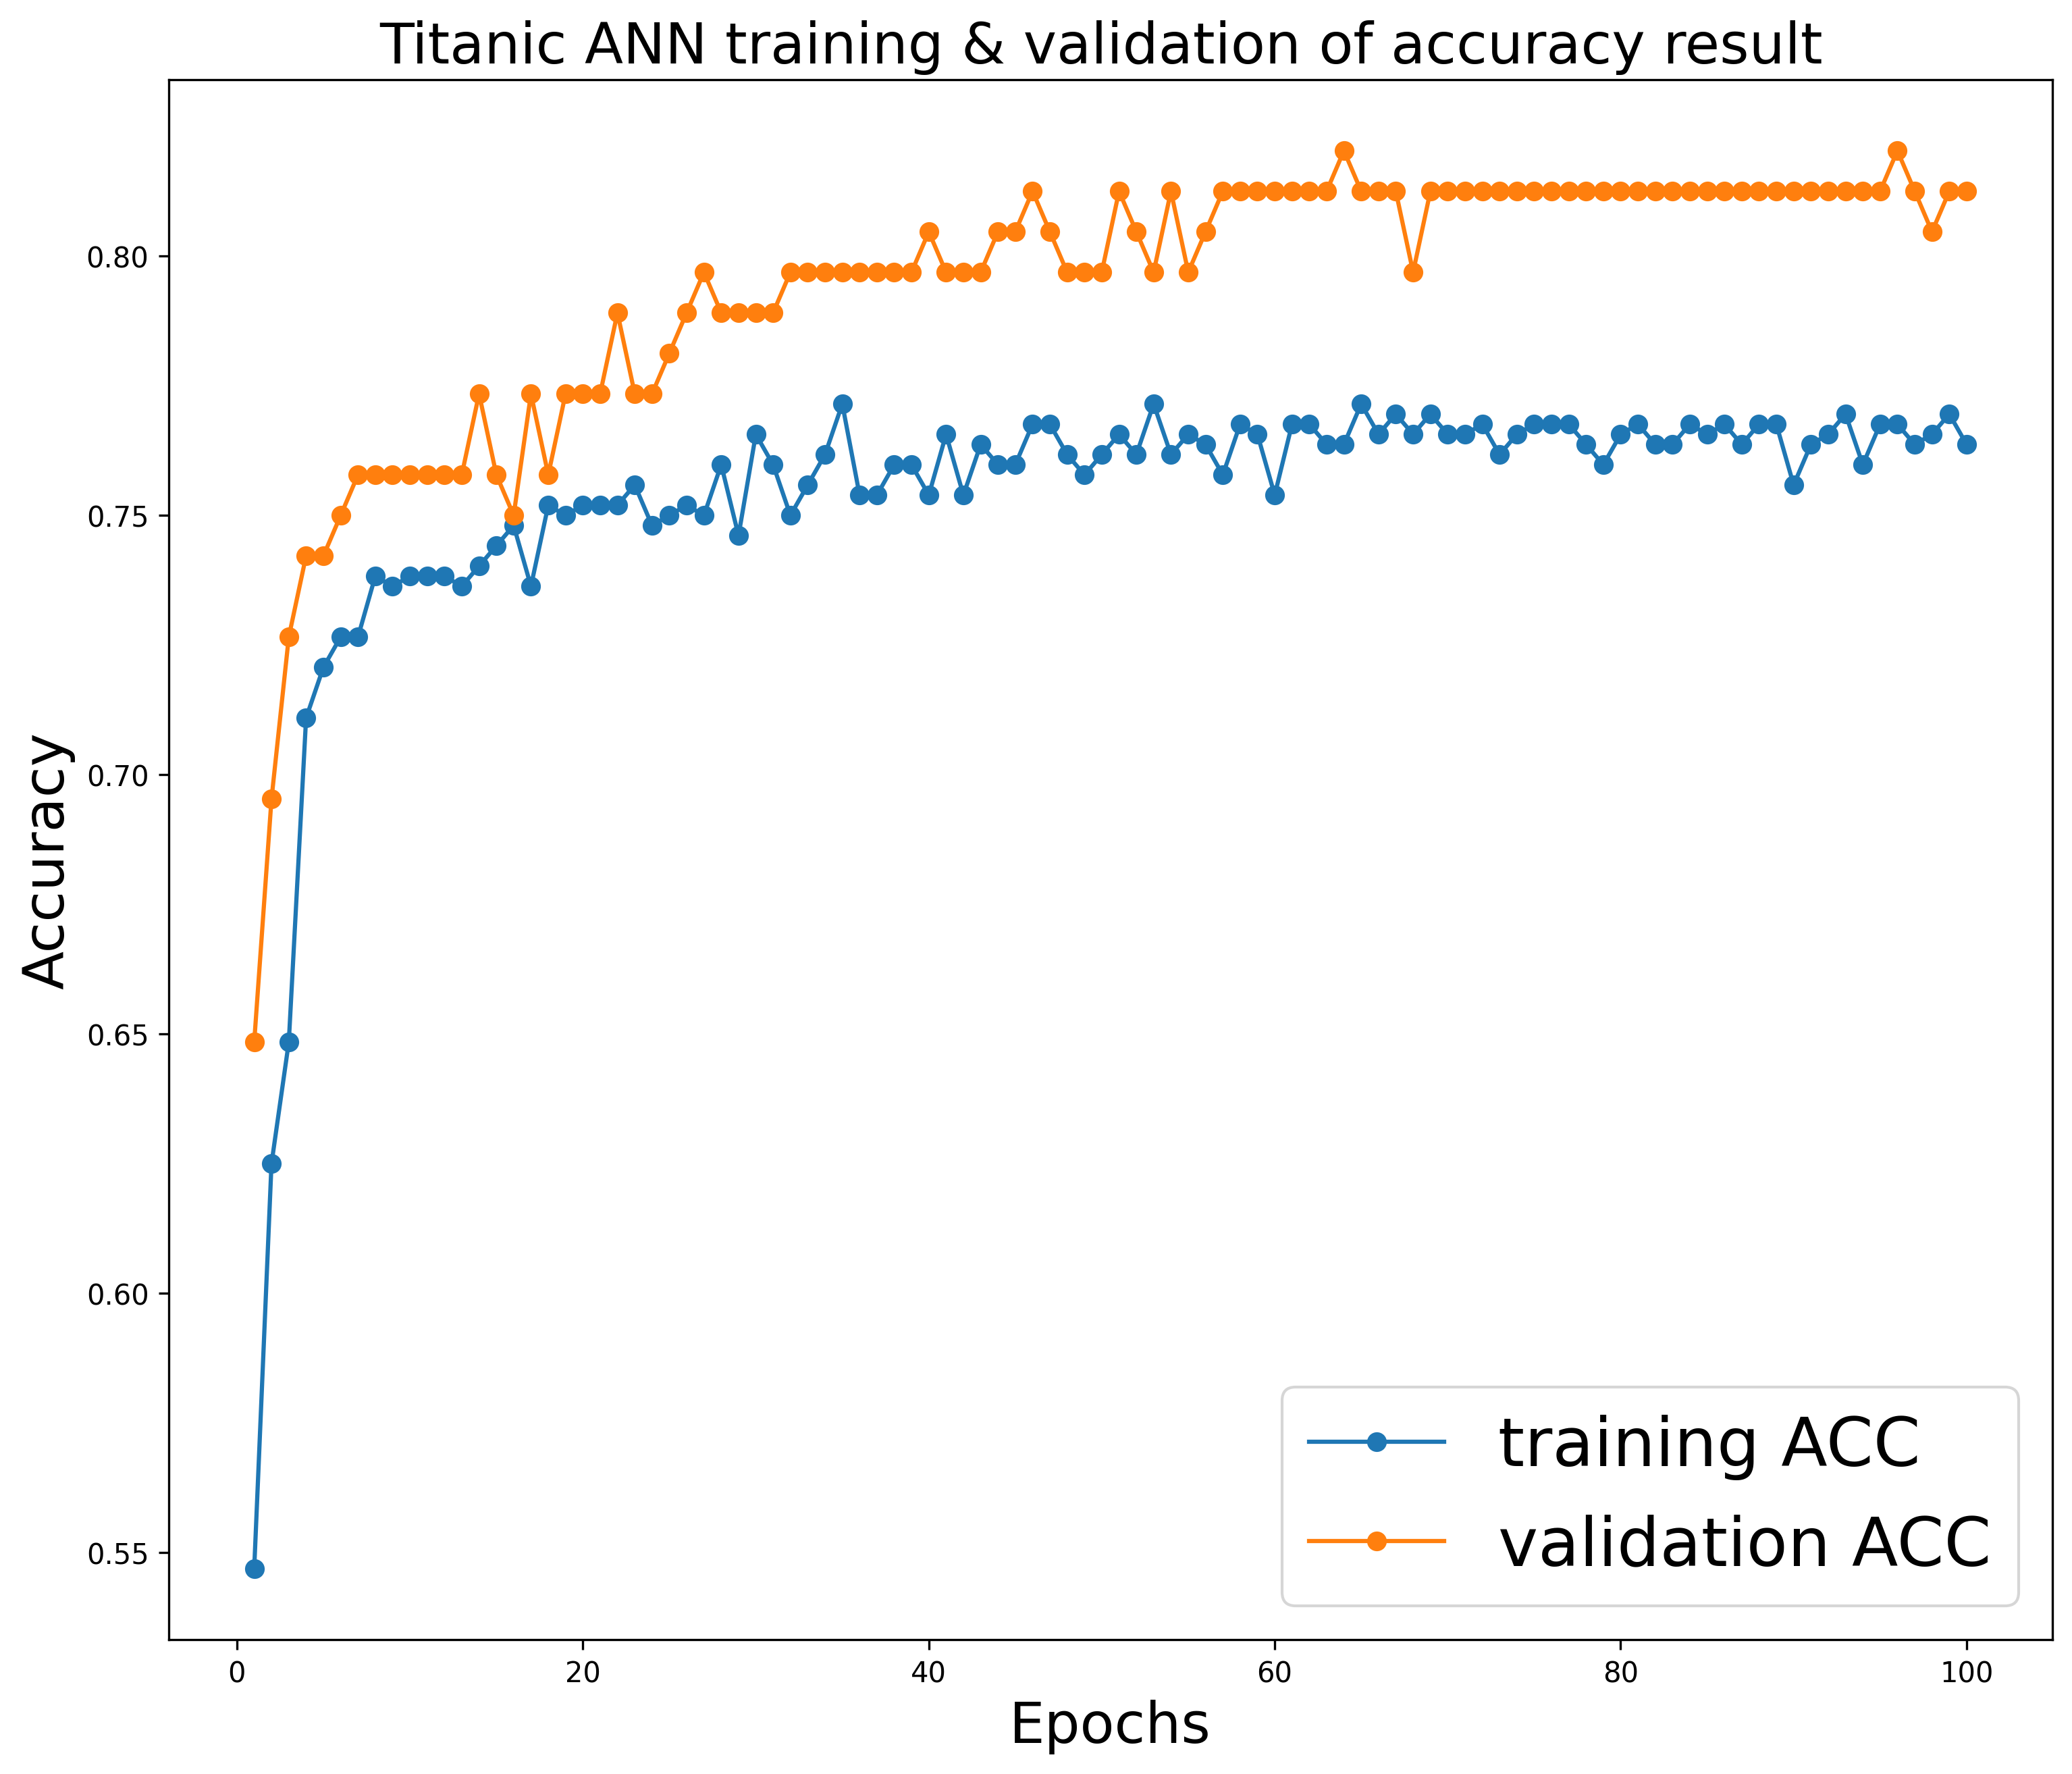 Titanic ANN training & validation of accuracy result
Accuracy
0.80
0.75
0.70
0.65
0.60
0.55
0
20
40
60
80
100
Epochs
training ACC
validation ACC